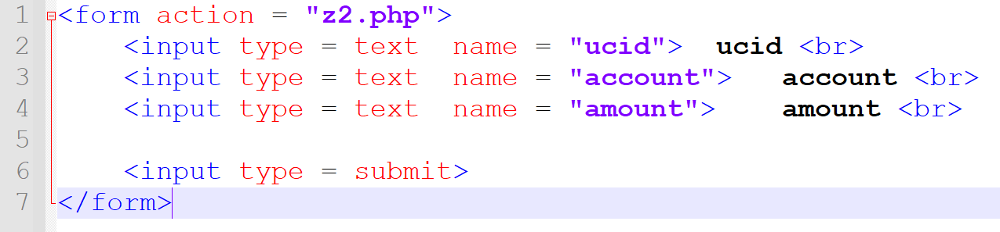 1 <form action = "z2.php">
2     <input type = text  name = "ucid">  ucid <br>
3     <input type = text  name = "account">   account <br>
4     <input type = text  name = "amount">    amount <br>
5
6     <input type = submit>
7 </form>